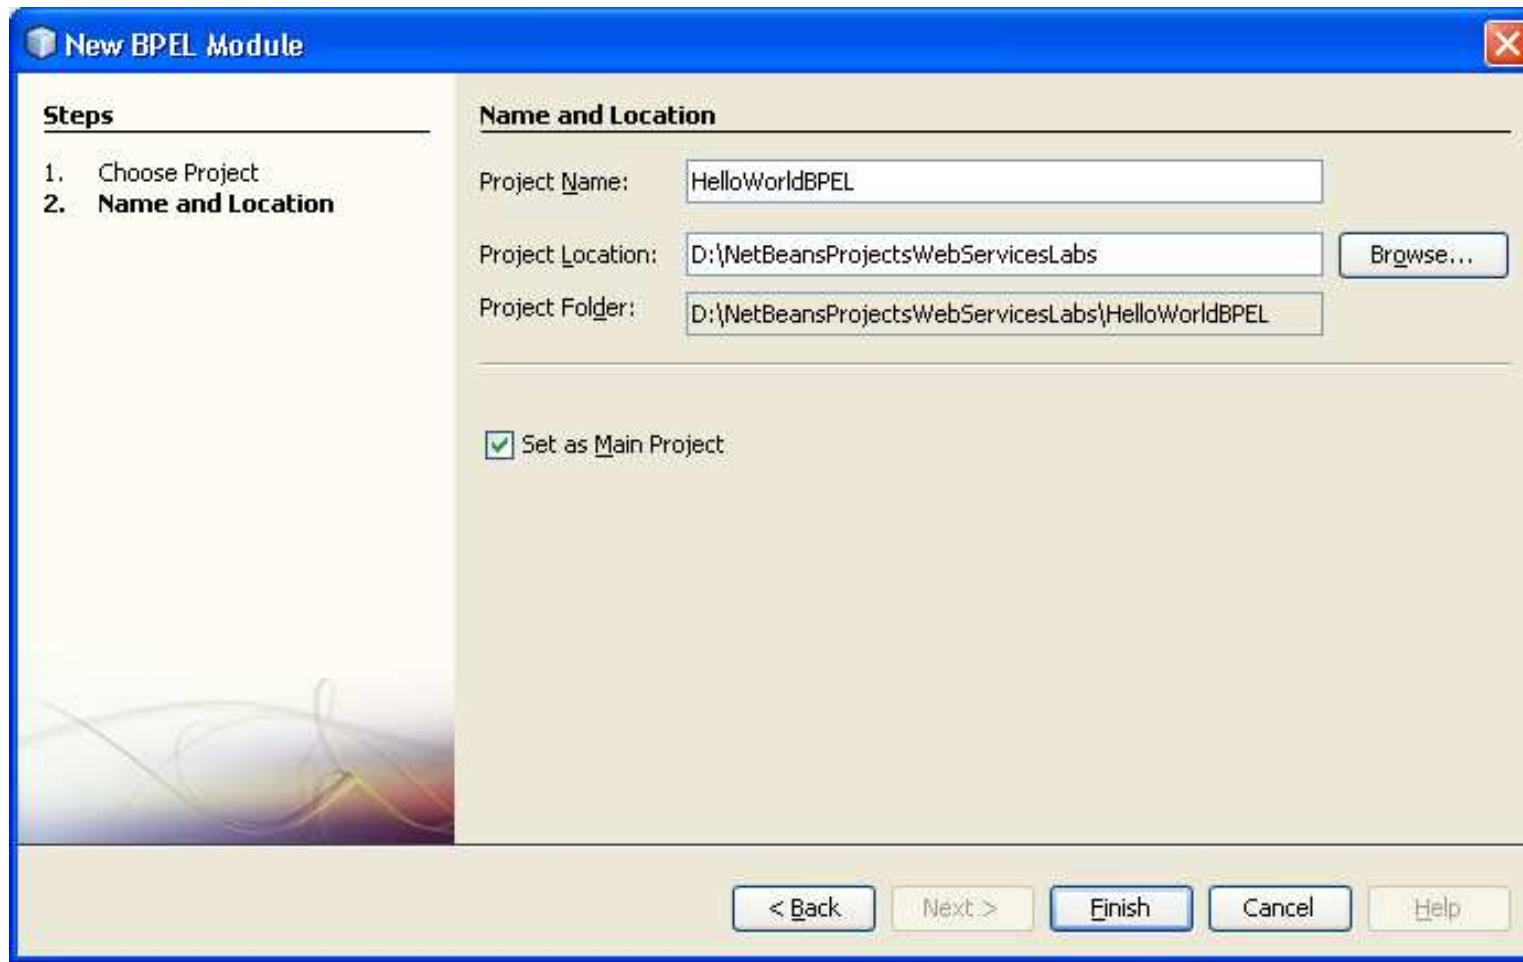 New BPEL Module
Steps
1. Choose Project
2. Name and Location
Name and Location
Project Name: HelloWorldBPEL
Project Location: D:\NetBeansProjectsWebServicesLabs Browse...
Project Folder: D:\NetBeansProjectsWebServicesLabs\HelloWorldBPEL
Set as Main Project
< Back Next > Finish Cancel Help